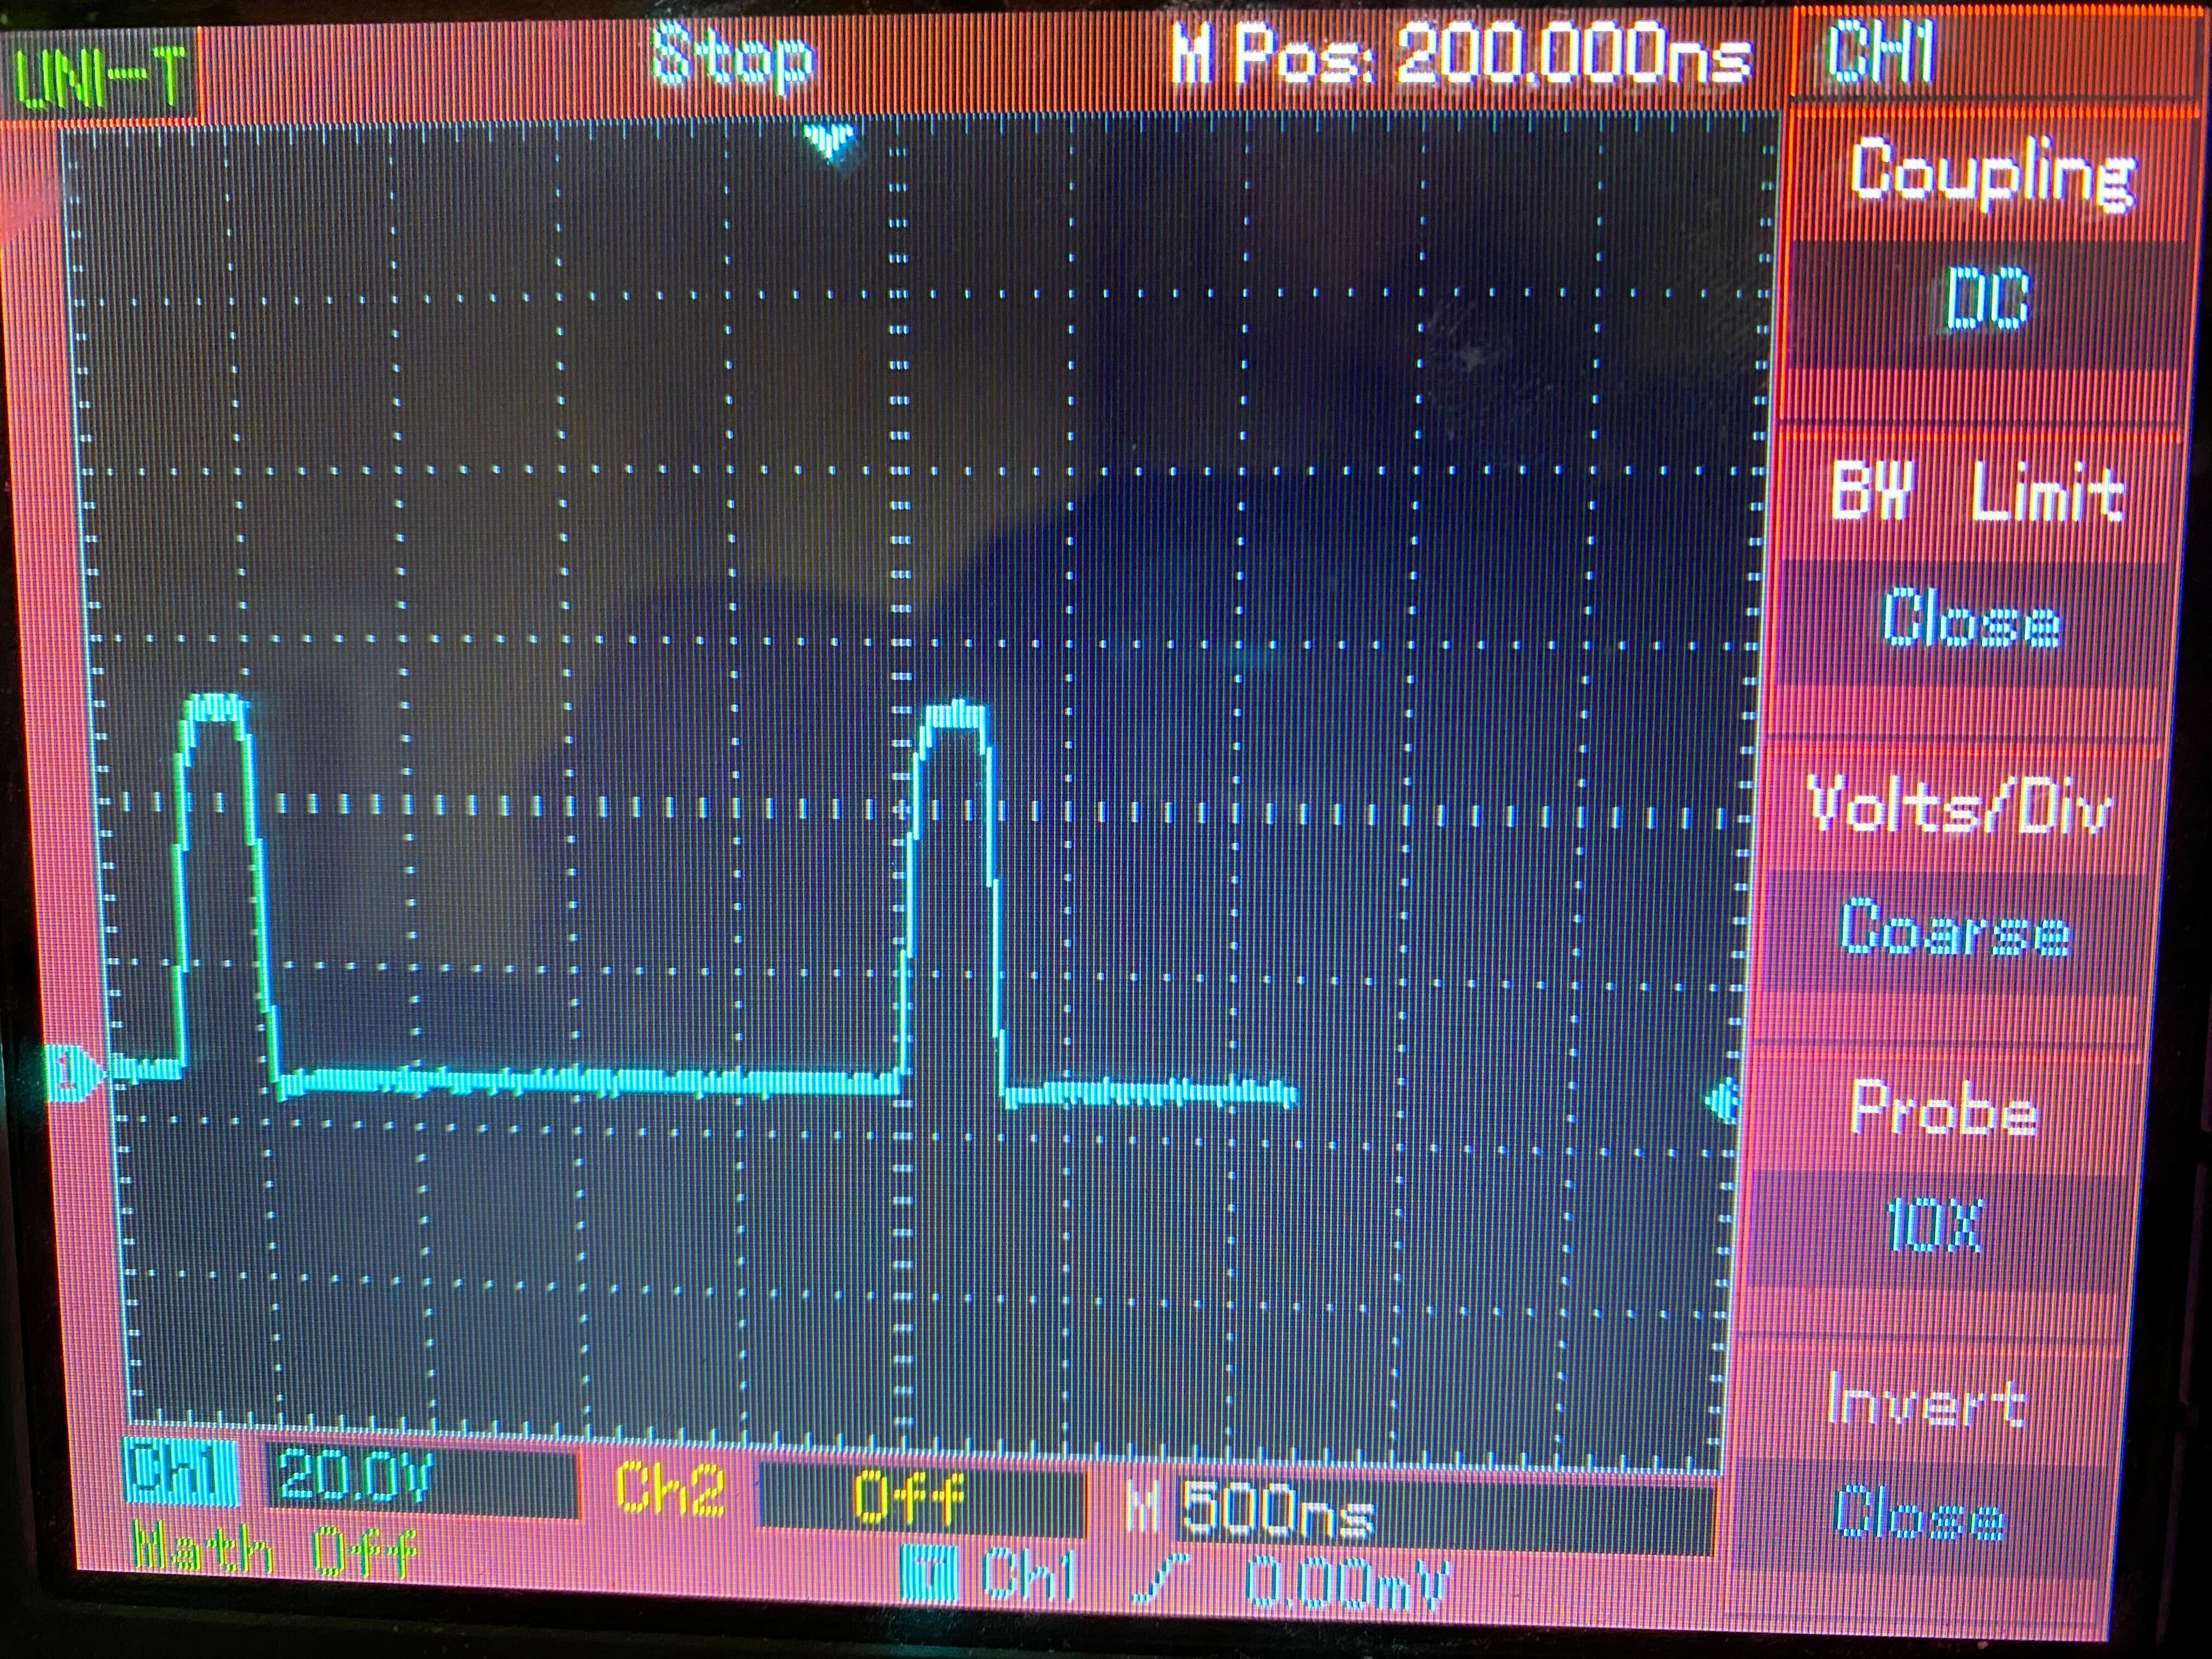 UNI-T Stop M Pos: 200.000ns CH1
Coupling
DC
BW Limit
Close
Volts/Div
Coarse
1
Probe
10X
Invert
Close
Ch1 20.0V Ch2 Off M 500ns
Math Off T Ch1 0.00mV